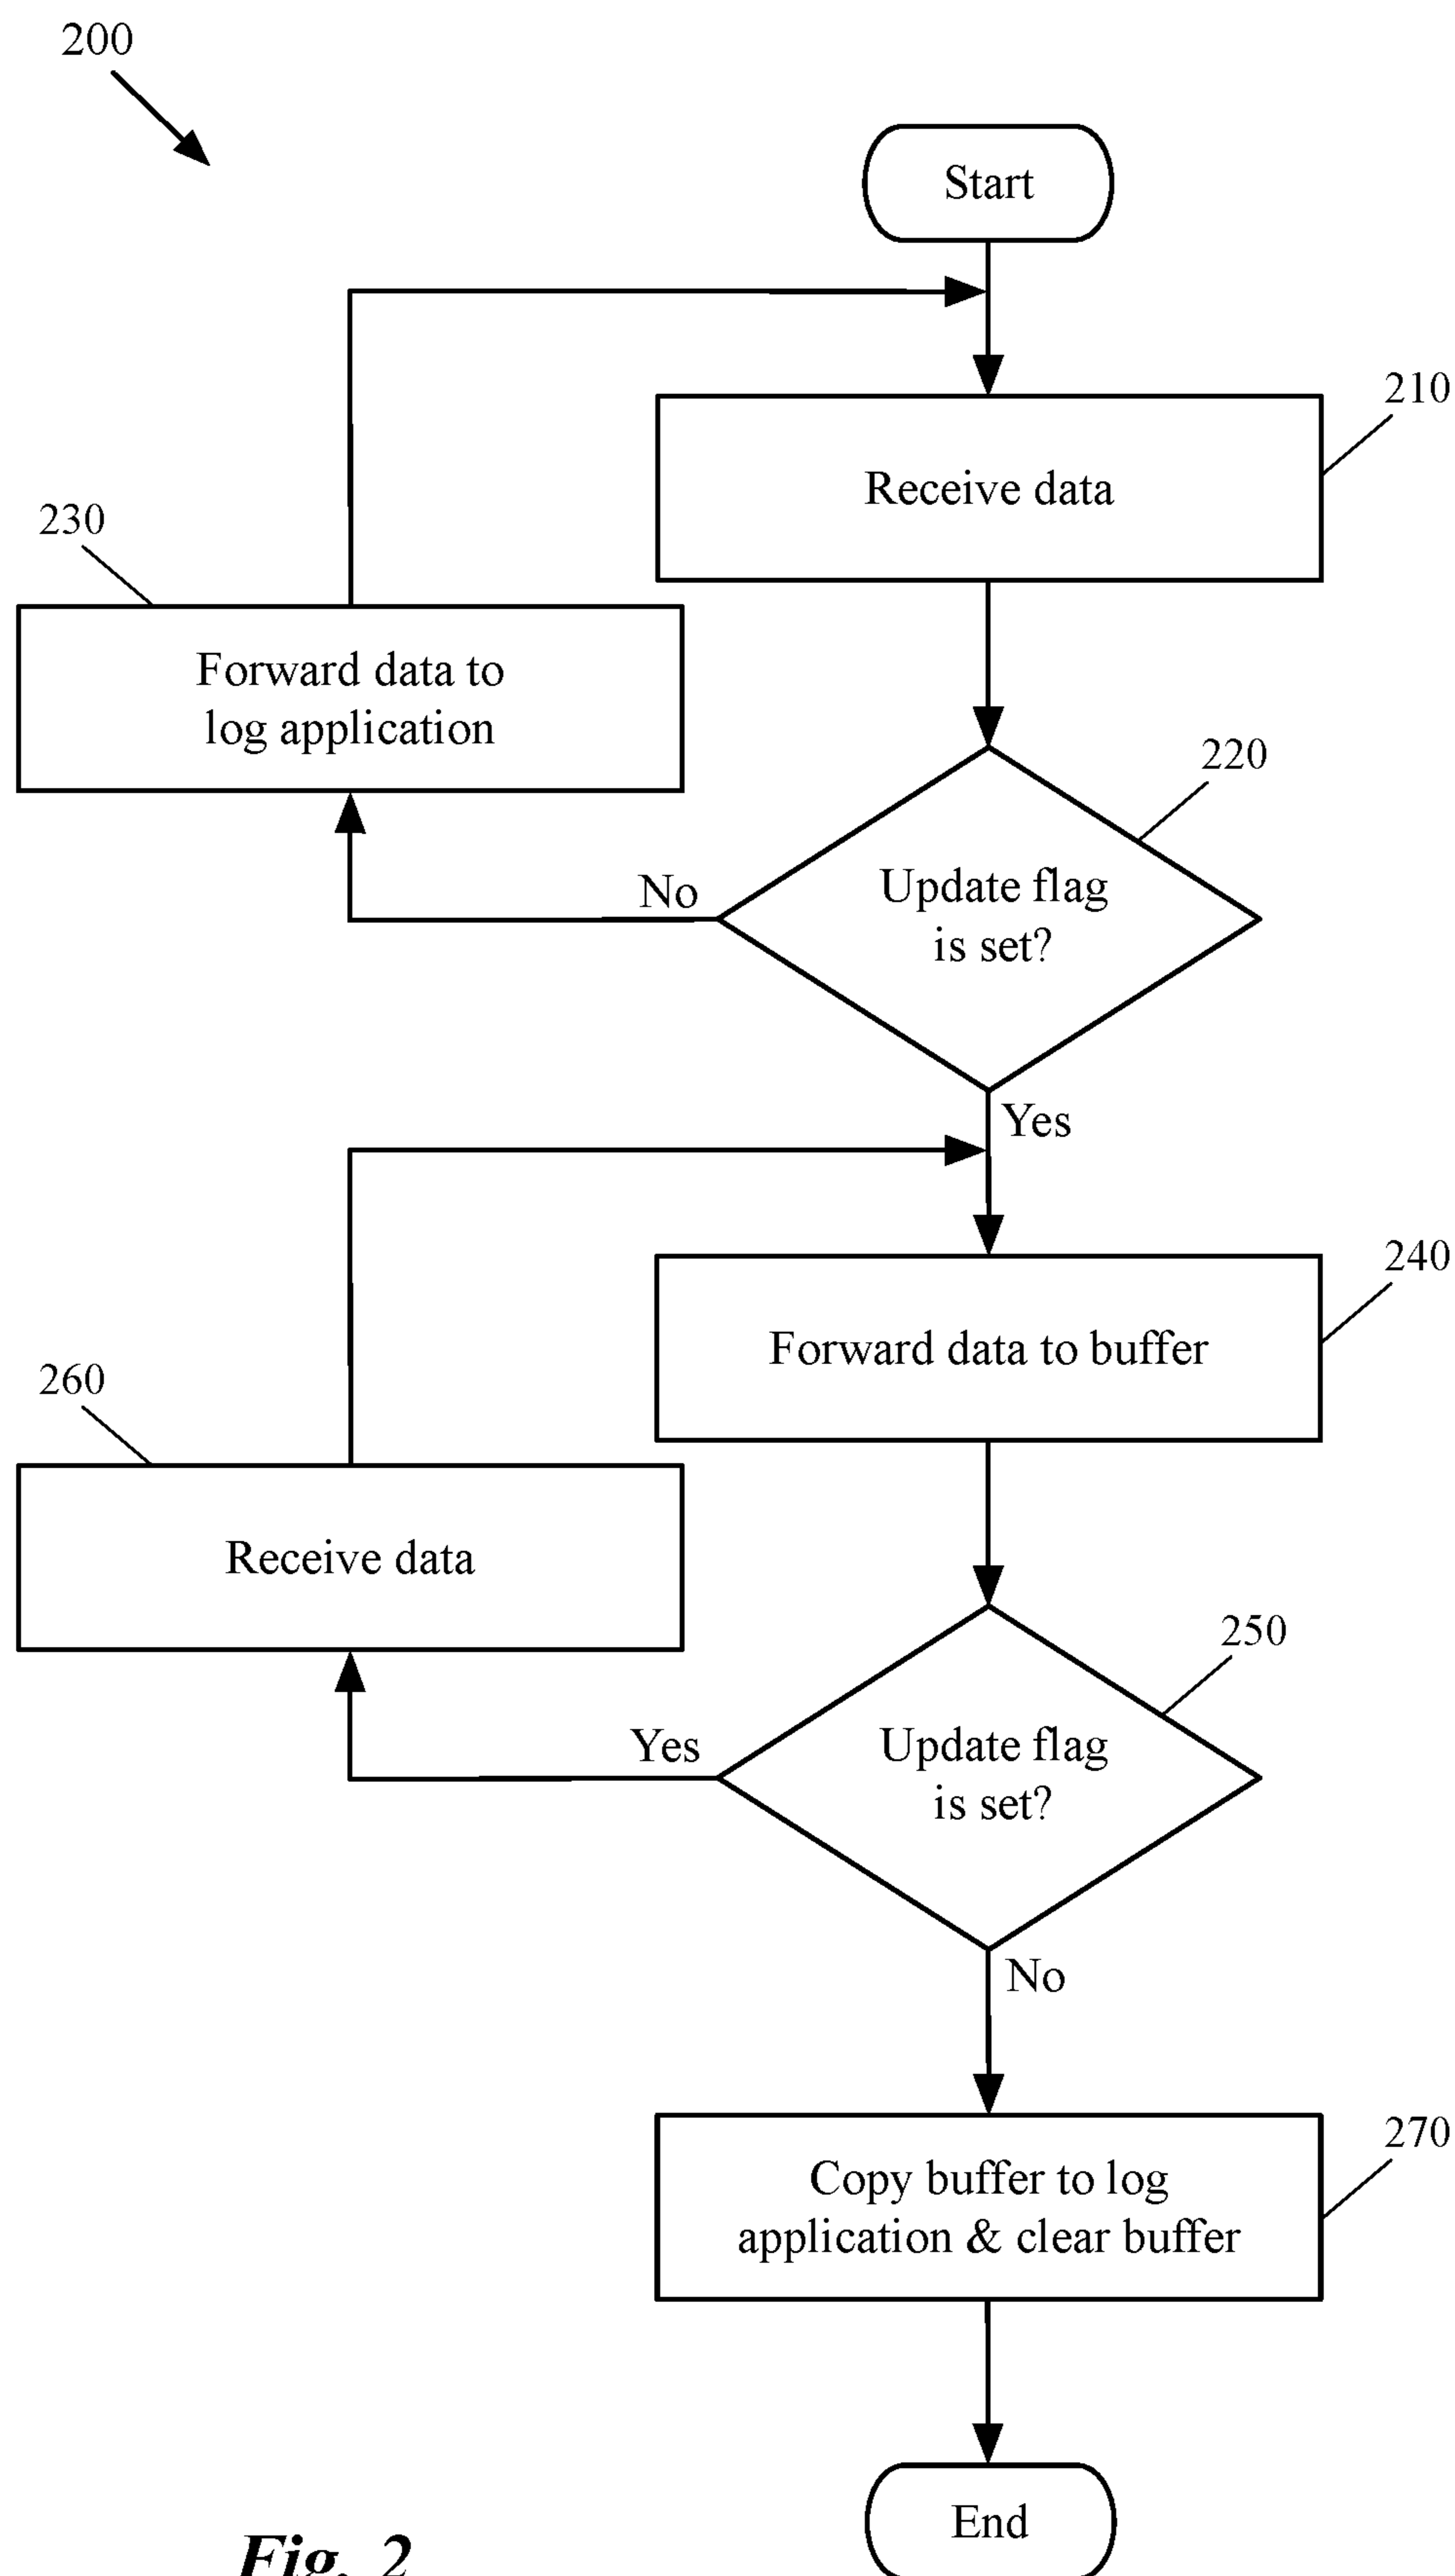 200
Start
210
Receive data
230
Forward data to
log application
220
Update flag
is set?
No
Yes
240
Forward data to buffer
260
Receive data
250
Update flag
is set?
Yes
No
270
Copy buffer to log
application & clear buffer
End
Fig. 2